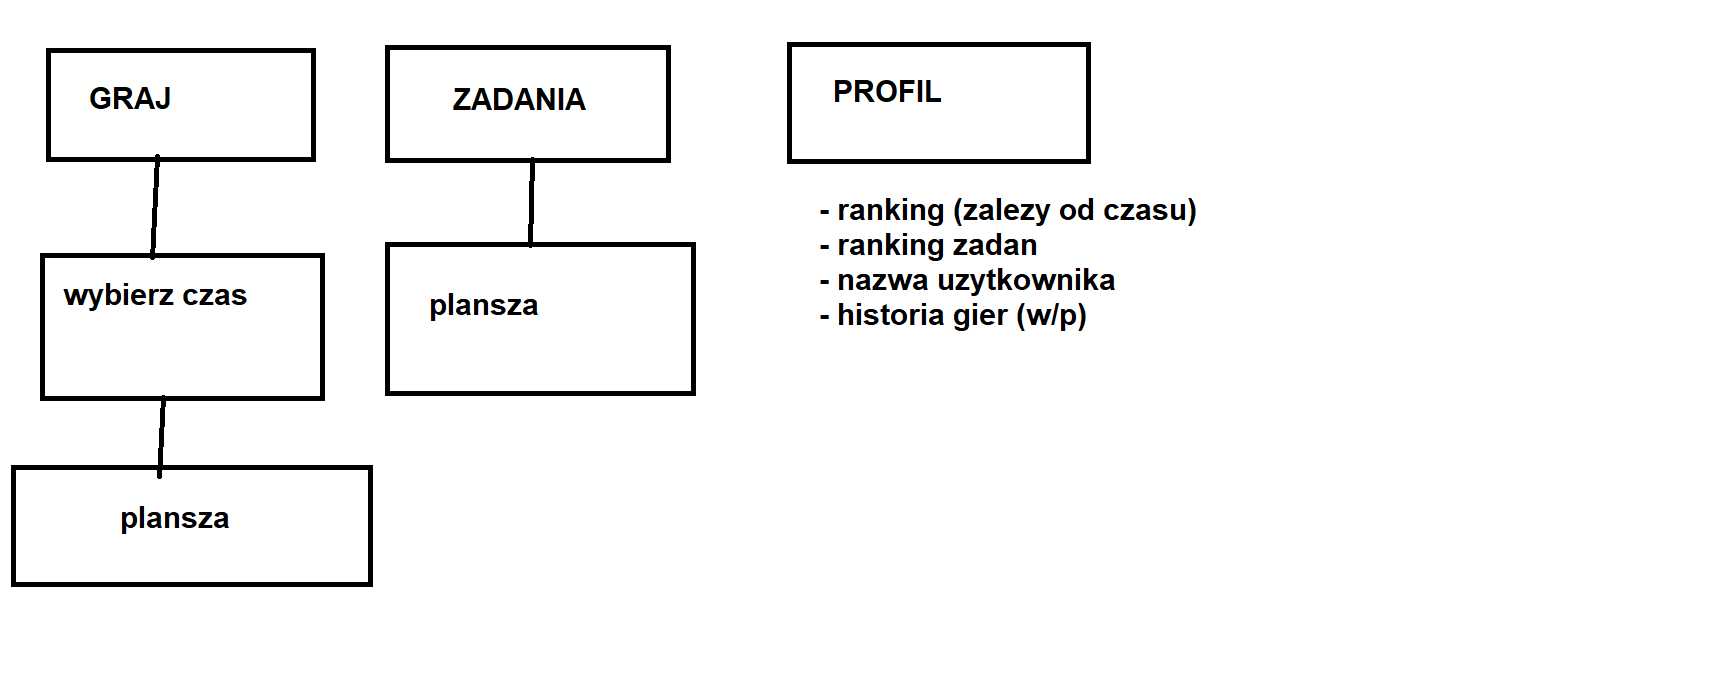 GRAJ
wybierz czas
plansza
ZADANIA
plansza
PROFIL
- ranking (zalezy od czasu)
- ranking zadan
- nazwa uzytkownika
- historia gier (w/p)